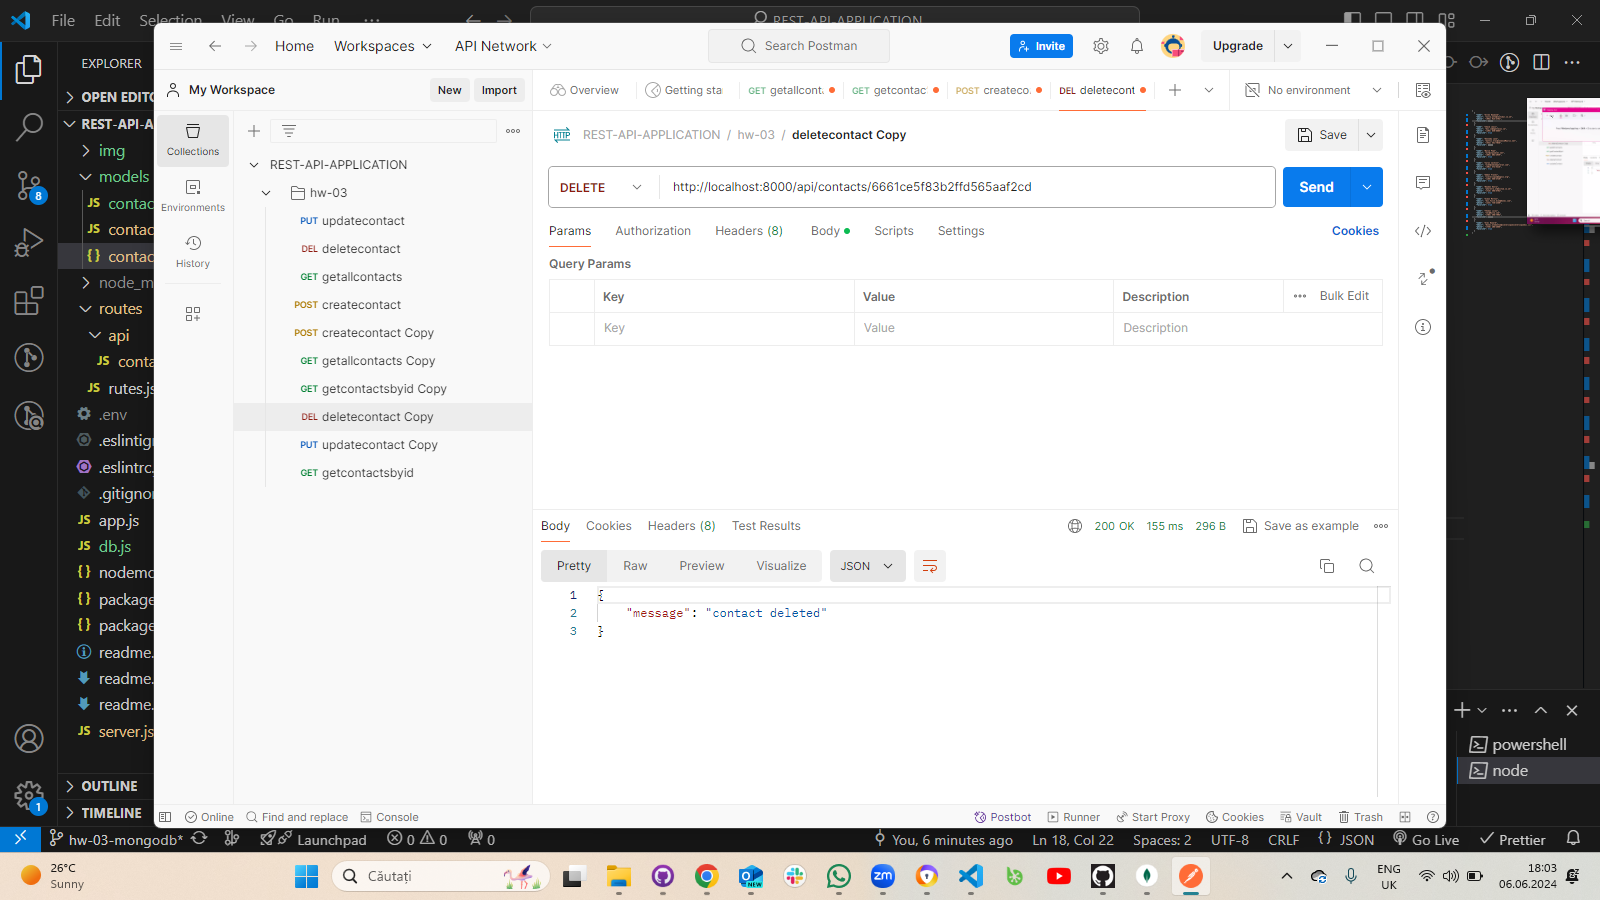 File Edit Selection View Go Run ··· REST-API-APPLICATION
Home Workspaces API Network Search Postman Invite Upgrade
EXPLORER
OPEN EDITO
REST-API-A
img
models
JS contac
JS contac
{} contac
node_m
routes
api
JS conta
JS rutes.js
.env
.eslintign
.eslintrc.
.gitignor
JS app.js
JS db.js
{} nodemo
{} package
{} package
readme.
readme.
readme.
JS server.js
OUTLINE
TIMELINE
8
1
My Workspace New Import
Overview Getting sta GET getallcont. GET getcontac POST createco. DEL deletecont No environment
Collections
Environments
History
REST-API-APPLICATION
hw-03
PUT updatecontact
DEL deletecontact
GET getallcontacts
POST createcontact
POST createcontact Copy
GET getallcontacts Copy
GET getcontactsbyid Copy
DEL deletecontact Copy
PUT updatecontact Copy
GET getcontactsbyid
HTTP REST-API-APPLICATION / hw-03 / deletecontact Copy Save
DELETE http://localhost:8000/api/contacts/6661ce5f83b2ffd565aaf2cd Send
Params Authorization Headers (8) Body Scripts Settings Cookies
Query Params
Key Value Description ··· Bulk Edit
Key Value Description
Body Cookies Headers (8) Test Results 200 OK 155 ms 296 B Save as example
Pretty Raw Preview Visualize JSON
1 {
2 "message": "contact deleted"
3 }
powershell
node
Online Find and replace Console Postbot Runner Start Proxy Cookies Vault Trash
hw-03-mongodb* Launchpad 0 0 0 You, 6 minutes ago Ln 18, Col 22 Spaces: 2 UTF-8 CRLF {} JSON Go Live Prettier
26°C
Sunny
Căutați
NEW
zm
ENG
UK
18:03
06.06.2024